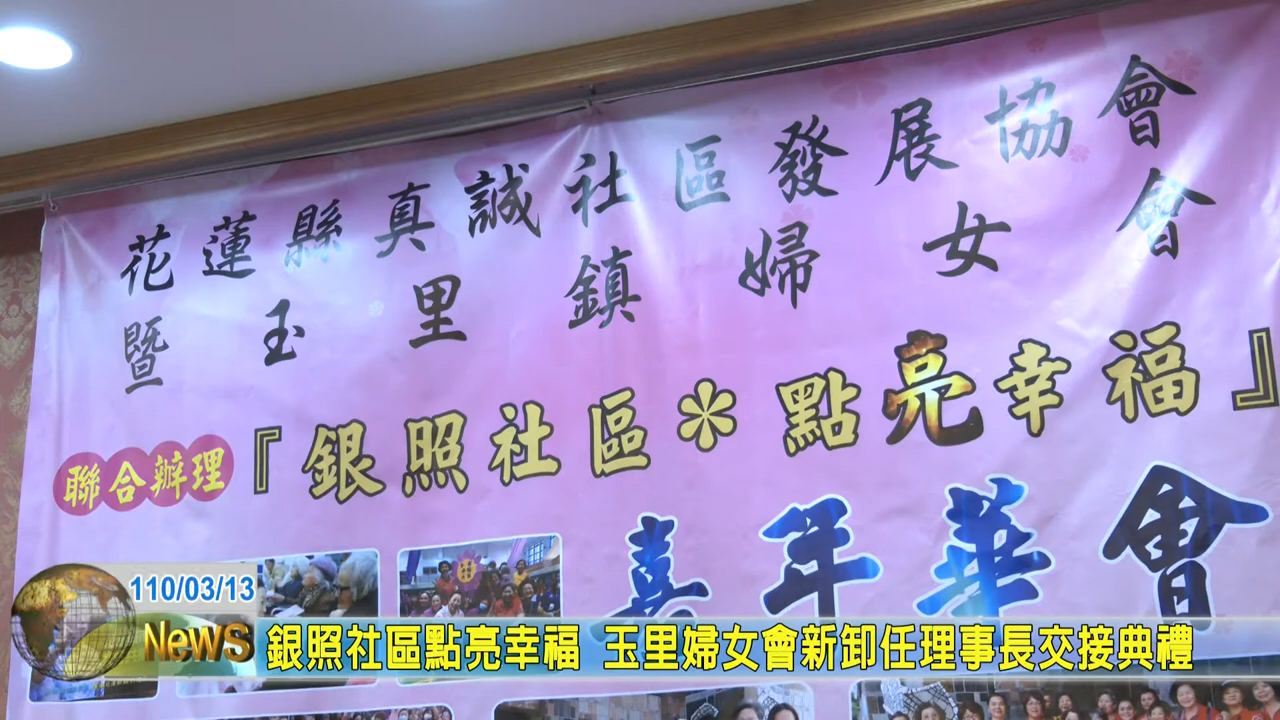 花蓮縣真誠社區發展協會
暨玉里鎮婦女會
聯合辦理『銀照社區*點亮幸福』
嘉年華會
110/03/13
News 銀照社區點亮幸福 玉里婦女會新卸任理事長交接典禮